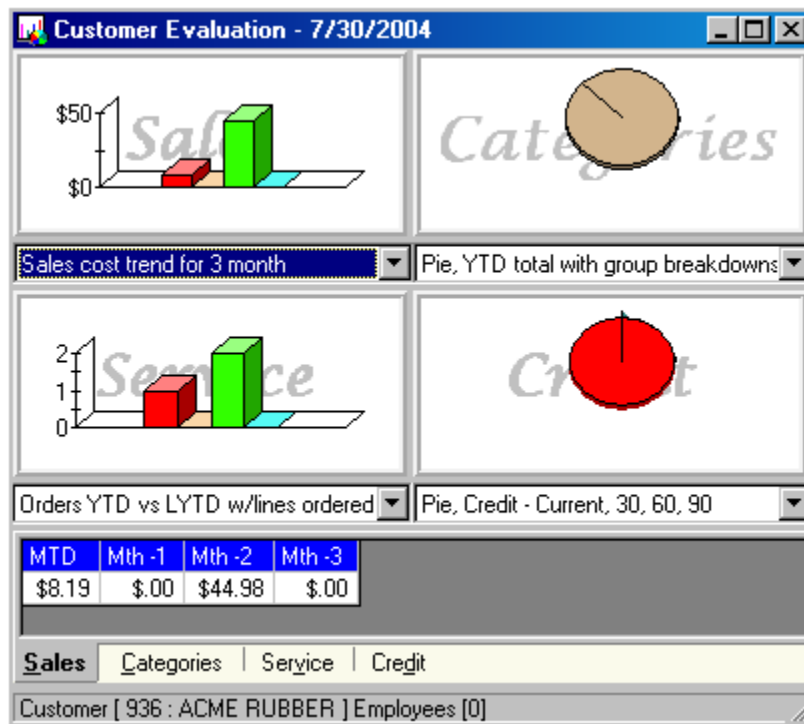 Customer Evaluation - 7/30/2004
Sales
$50
$0
Categories
Sales cost trend for 3 month
Pie, YTD total with group breakdowns
Service
2
1
0
Credit
Orders YTD vs LYTD w/lines ordered
Pie, Credit - Current, 30, 60, 90
MTD Mth -1 Mth -2 Mth -3
$8.19 $.00 $44.98 $.00
Sales Categories Service Credit
Customer [ 936 : ACME RUBBER ] Employees [0]